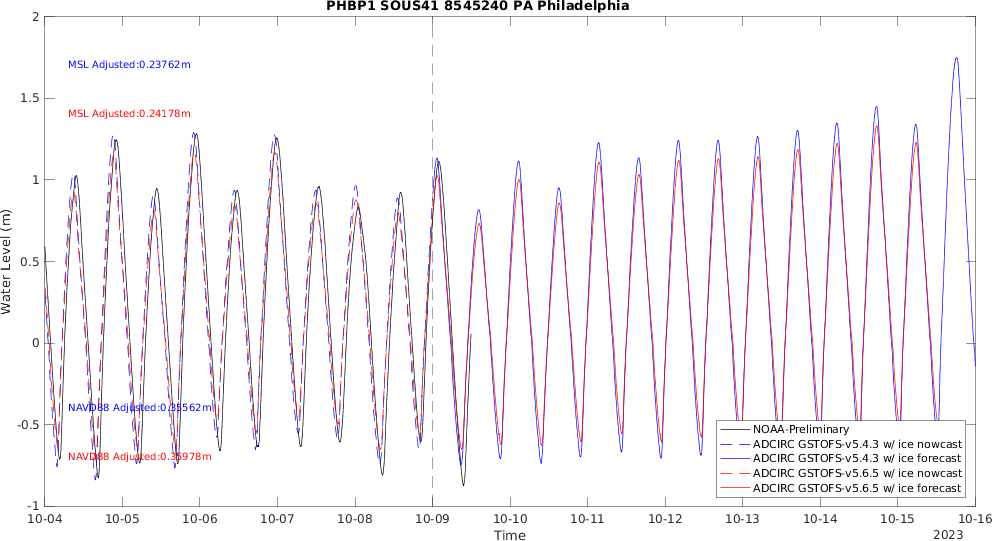 PHBP1 SOUS41 8545240 PA Philadelphia
2
MSL Adjusted:0.23762m
1.5
MSL Adjusted:0.24178m
1
0.5
Water Level (m)
0
NAVD88 Adjusted:0.35562m
-0.5
NAVD88 Adjusted:0.35978m
-1
NOAA-Preliminary
ADCIRC GSTOFS-v5.4.3 w/ ice nowcast
ADCIRC GSTOFS-v5.4.3 w/ ice forecast
ADCIRC GSTOFS-v5.6.5 w/ ice nowcast
ADCIRC GSTOFS-v5.6.5 w/ ice forecast
10-04 10-05 10-06 10-07 10-08 10-09 10-10 10-11 10-12 10-13 10-14 10-15 10-16
Time
2023